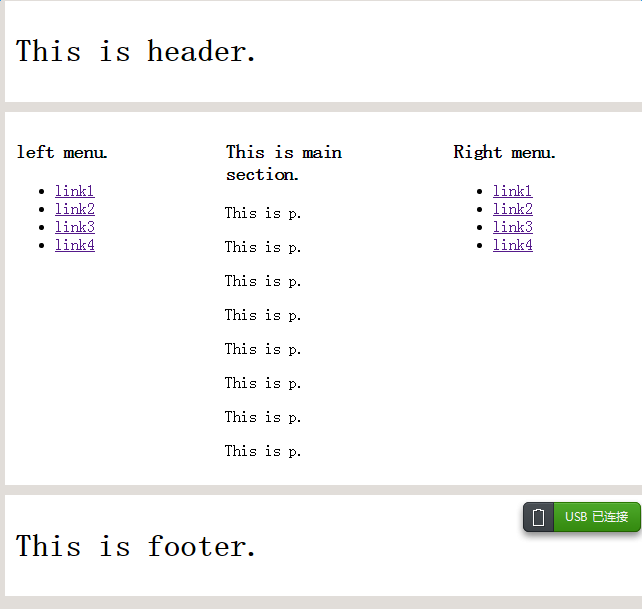 This is header.
left menu.
link1
link2
link3
link4
This is main
section.
This is p.
This is p.
This is p.
This is p.
This is p.
This is p.
This is p.
This is p.
Right menu.
link1
link2
link3
link4
USB 已连接
This is footer.